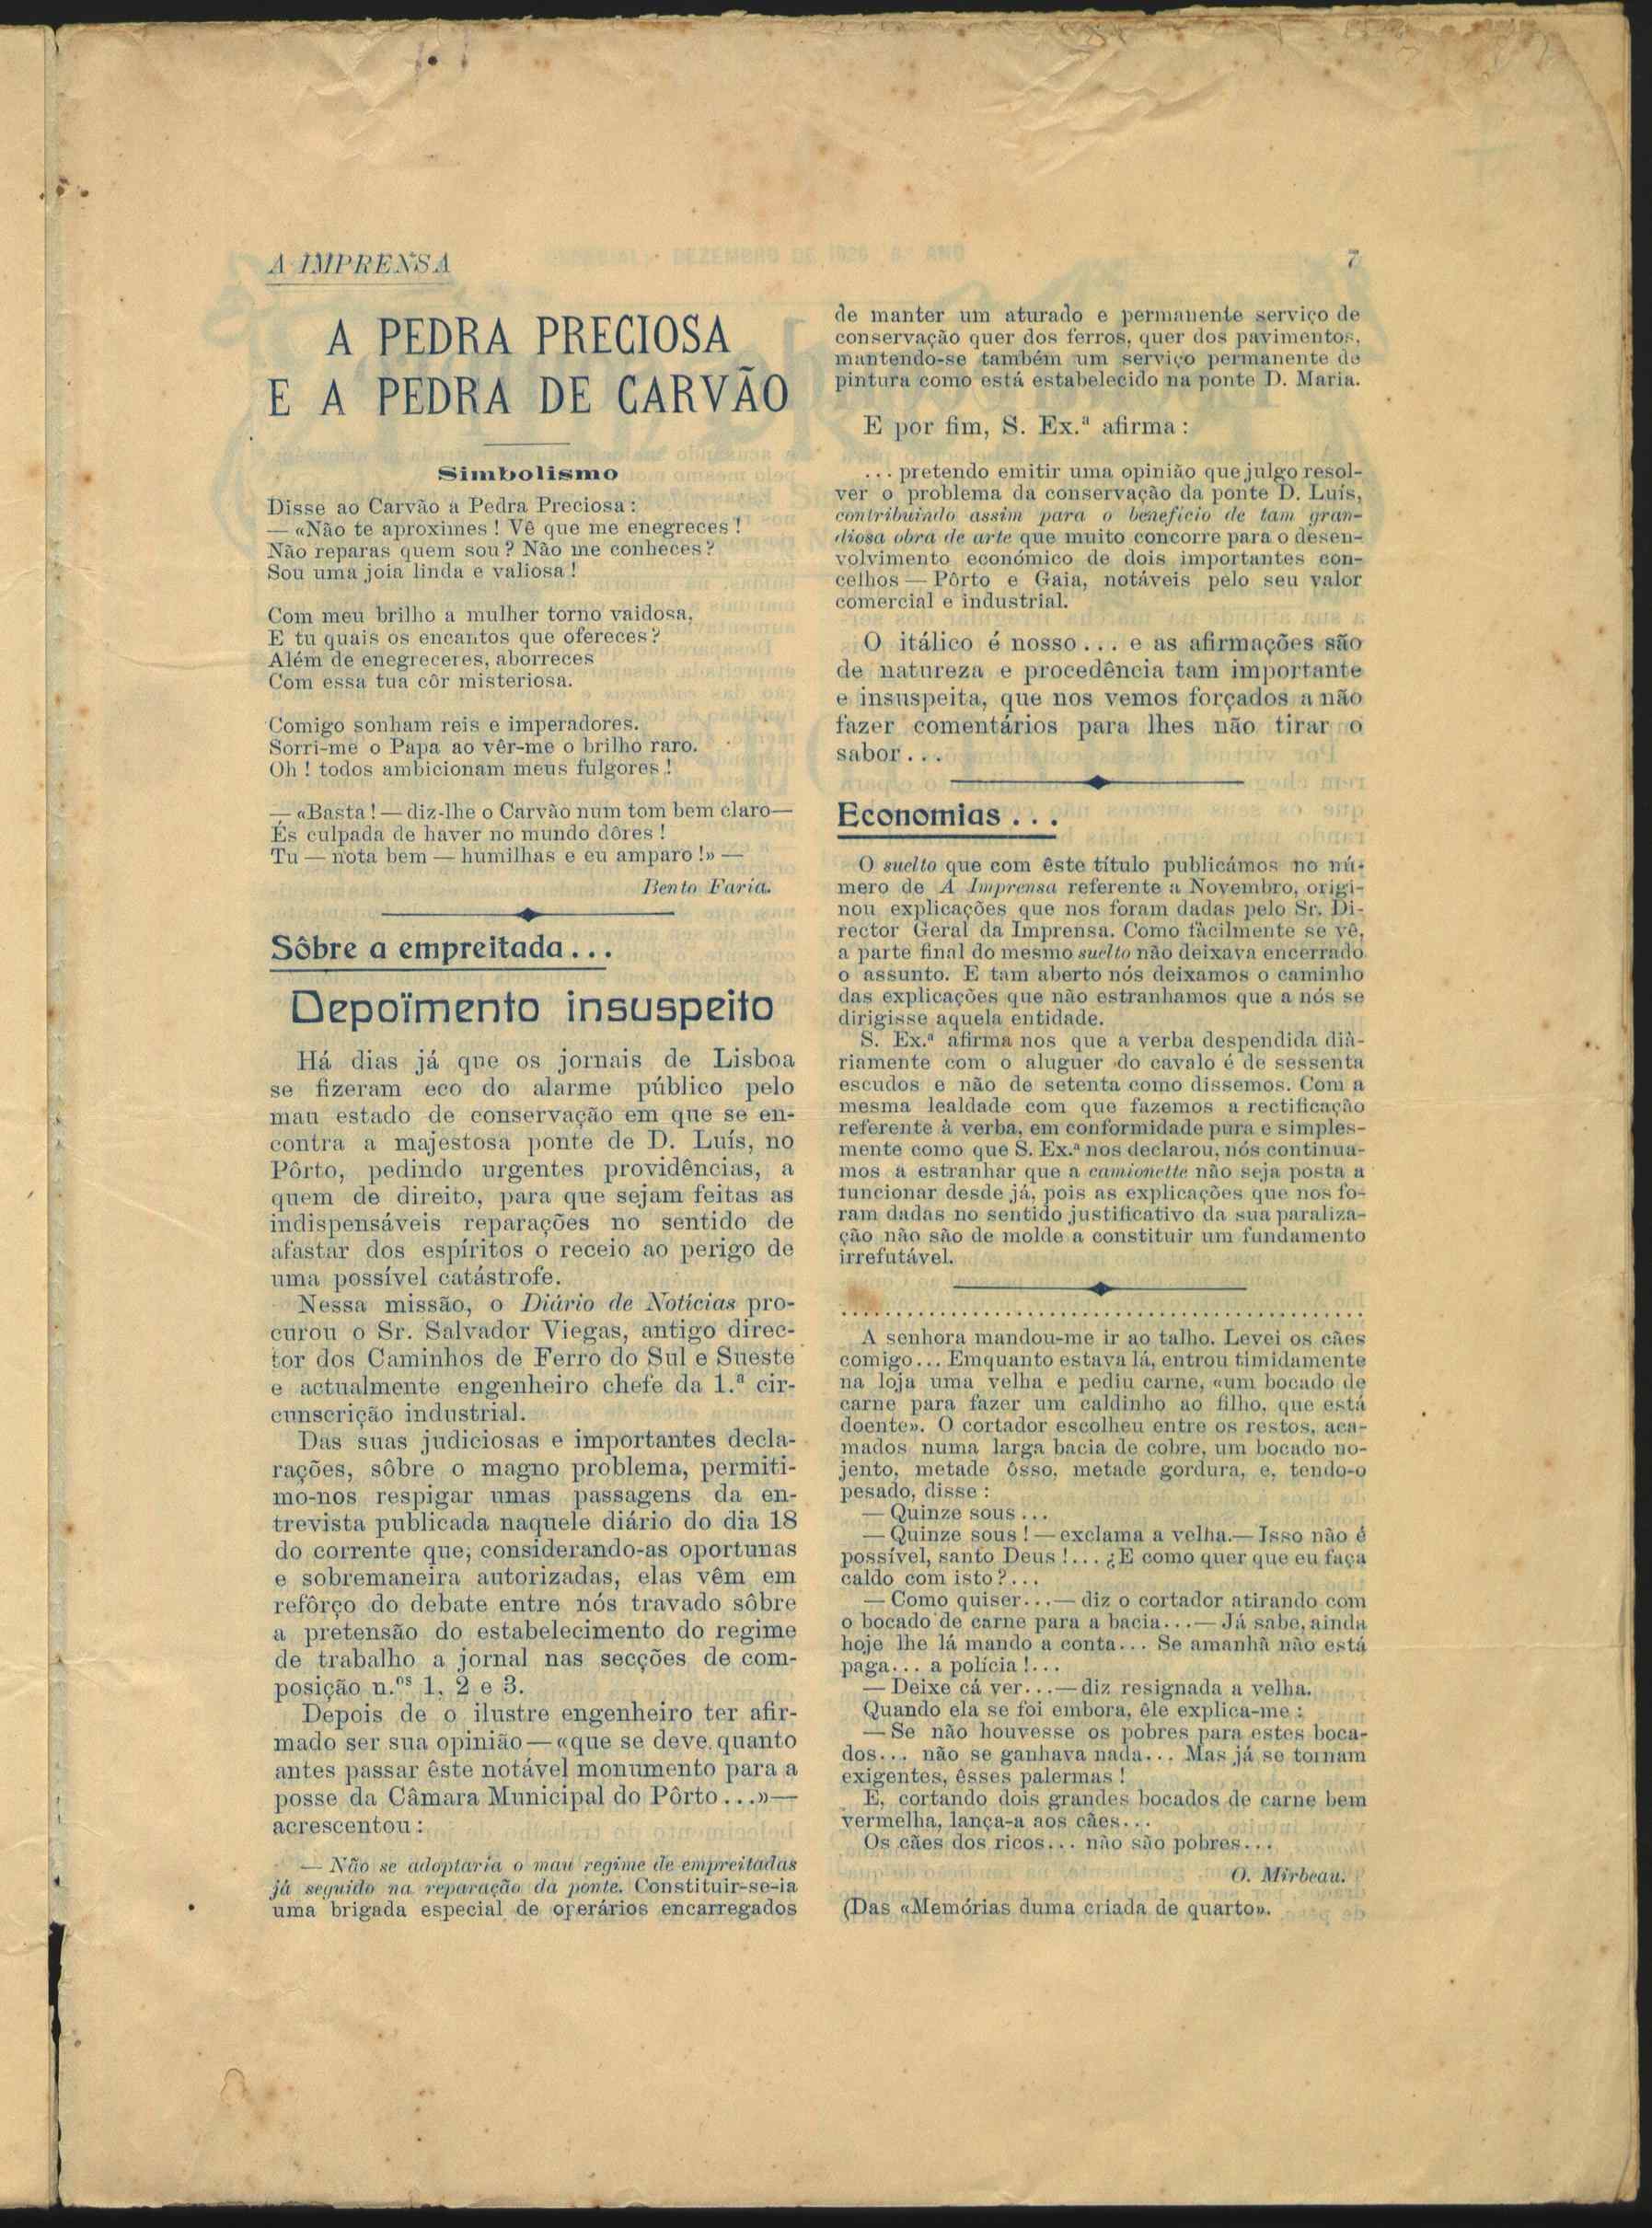 A IMPRENSA
7
A PEDRA PRECIOSA
E A PEDRA DE CARVÃO
Simbolismo
Disse ao Carvão a Pedra Preciosa:
— «Não te aproximes! Vê que me enegreces!
Não reparas quem sou? Não me conheces?
Sou uma joia linda e valiosa!
Com meu brilho a mulher torno vaidosa,
E tu quais os encantos que ofereces?
Além de enegreceres, aborreces
Com essa tua côr misteriosa.
Comigo sonham reis e imperadores.
Sorri-me o Papa ao vêr-me o brilho raro.
Oh! todos ambicionam meus fulgores!
— «Basta! — diz-lhe o Carvão num tom bem claro—
És culpada de haver no mundo dôres!
Tu — nota bem — humilhas e eu amparo!» —
Bento Faria.
Sôbre a empreitada...
Depoïmento insuspeito
Há dias já que os jornais de Lisboa
se fizeram eco do alarme público pelo
mau estado de conservação em que se en-
contra a majestosa ponte de D. Luís, no
Pôrto, pedindo urgentes providências, a
quem de direito, para que sejam feitas as
indispensáveis reparações no sentido de
afastar dos espíritos o receio ao perigo de
uma possível catástrofe.
Nessa missão, o Diário de Notícias pro-
curou o Sr. Salvador Viegas, antigo direc-
tor dos Caminhos de Ferro do Sul e Sueste
e actualmente engenheiro chefe da 1.ª cir-
cunscrição industrial.
Das suas judiciosas e importantes decla-
rações, sôbre o magno problema, permiti-
mo-nos respigar umas passagens da en-
trevista publicada naquele diário do dia 18
do corrente que, considerando-as oportunas
e sobremaneira autorizadas, elas vêm em
refôrço do debate entre nós travado sôbre
a pretensão do estabelecimento do regime
de trabalho a jornal nas secções de com-
posição n.ºs 1, 2 e 3.
Depois de o ilustre engenheiro ter afir-
mado ser sua opinião — «que se deve quanto
antes passar êste notável monumento para a
posse da Câmara Municipal do Pôrto...»—
acrescentou:
— Não se adoptaria o mau regime de empreitadas
já seguido na reparação da ponte. Constituir-se-ia
uma brigada especial de operários encarregados
de manter um aturado e permanente serviço de
conservação quer dos ferros, quer dos pavimentos,
mantendo-se também um serviço permanente de
pintura como está estabelecido na ponte D. Maria.
E por fim, S. Ex.ª afirma:
... pretendo emitir uma opinião que julgo resol-
ver o problema da conservação da ponte D. Luís,
contribuindo assim para o benefício de tam gran-
diosa obra de arte que muito concorre para o desen-
volvimento económico de dois importantes con-
celhos — Pôrto e Gaia, notáveis pelo seu valor
comercial e industrial.
O itálico é nosso... e as afirmações são
de natureza e procedência tam importante
e insuspeita, que nos vemos forçados a não
fazer comentários para lhes não tirar o
sabor...
Economias...
O suelto que com êste título publicámos no nú-
mero de A Imprensa referente a Novembro, origi-
nou explicações que nos foram dadas pelo Sr. Di-
rector Geral da Imprensa. Como fàcilmente se vê,
a parte final do mesmo suelto não deixava encerrado
o assunto. E tam aberto nós deixamos o caminho
das explicações que não estranhamos que a nós se
dirigisse aquela entidade.
S. Ex.ª afirma nos que a verba despendida dià-
riamente com o aluguer do cavalo é de sessenta
escudos e não de setenta como dissemos. Com a
mesma lealdade com que fazemos a rectificação
referente à verba, em conformidade pura e simples-
mente como que S. Ex.ª nos declarou, nós continua-
mos a estranhar que a camionette não seja posta a
funcionar desde já, pois as explicações que nos fo-
ram dadas no sentido justificativo da sua paraliza-
ção não são de molde a constituir um fundamento
irrefutável.
................................................
A senhora mandou-me ir ao talho. Levei os cães
comigo... Emquanto estava lá, entrou timidamente
na loja uma velha e pediu carne, «um bocado de
carne para fazer um caldinho ao filho, que está
doente». O cortador escolheu entre os restos, aca-
mados numa larga bacia de cobre, um bocado no-
jento, metade ôsso, metade gordura, e, tendo-o
pesado, disse:
— Quinze sous...
— Quinze sous! — exclama a velha.— Isso não é
possível, santo Deus!... ¿E como quer que eu faça
caldo com isto?...
— Como quiser...— diz o cortador atirando com
o bocado de carne para a bacia...— Já sabe, ainda
hoje lhe lá mando a conta... Se amanhã não está
paga... a polícia!...
— Deixe cá ver...— diz resignada a velha.
Quando ela se foi embora, êle explica-me:
— Se não houvesse os pobres para estes boca-
dos... não se ganhava nada... Mas já se tornam
exigentes, êsses palermas!
E, cortando dois grandes bocados de carne bem
vermelha, lança-a aos cães...
Os cães dos ricos... não são pobres...
O. Mirbeau.
(Das «Memórias duma criada de quarto».